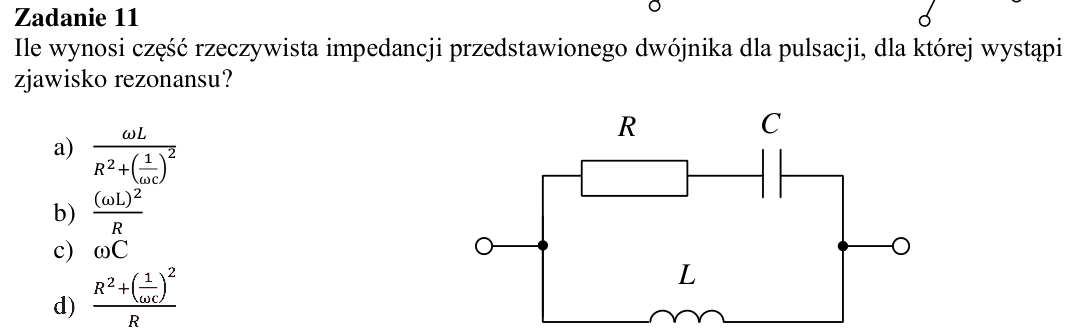 Zadanie 11
Ile wynosi część rzeczywista impedancji przedstawionego dwójnika dla pulsacji, dla której wystąpi
zjawisko rezonansu?
a) ωL / (R² + (1/ωc)²)
b) (ωL)² / R
c) ωC
d) (R² + (1/ωc)²) / R
R
C
L